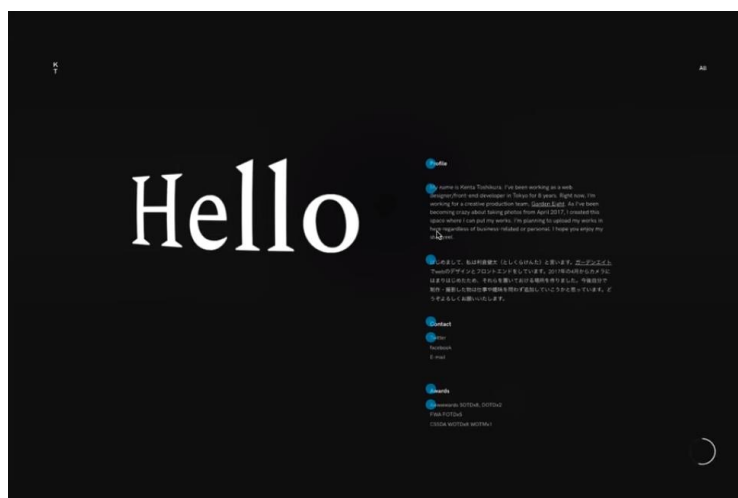 K
T
All
Hello
Profile
My name is Kenta Toshikura. I've been working as a web
designer/front-end developer in Tokyo for 8 years. Right now, I'm
working for a creative production team, Garden Eight. As I've been
becoming crazy about taking photos from April 2017, I created this
space where I can put my works. I'm planning to upload my works in
here regardless of business-related or personal. I hope you enjoy my
はじめまして、私は利倉健太（としくらけんた）と言います。ガーデンエイト
でwebのデザインとフロントエンドをしています。2017年の4月からカメラに
はまりはじめたため、それらを置いておける場所を作りました。今後自分で
制作・撮影した物は仕事や趣味を問わず追加していこうかと思っています。ど
うぞよろしくお願いいたします。
Contact
Twitter
Facebook
E-mail
Awards
Awwwards SOTDx8, DOTDx2
FWA FOTDx6
CSSDA WOTDx8 WOTMx1